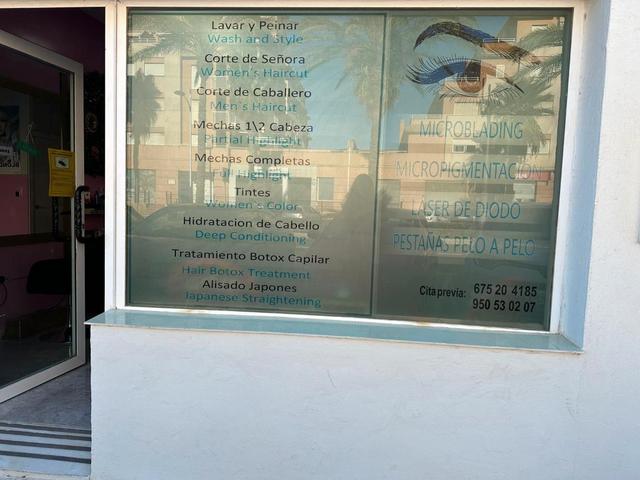 Lavar y Peinar
Wash and Style
Corte de Señora
Women's Haircut
Corte de Caballero
Men's Haircut
Mechas 1\2 Cabeza
Partial Highlight
Mechas Completas
Full Highlight
Tintes
Women's Color
Hidratacion de Cabello
Deep Conditioning
Tratamiento Botox Capilar
Hair Botox Treatment
Alisado Japones
Japanese Straightening
MICROBLADING
MICROPIGMENTACIÓN
LÁSER DE DIODO
PESTAÑAS PELO A PELO
Cita previa: 675 20 4185
950 53 02 07